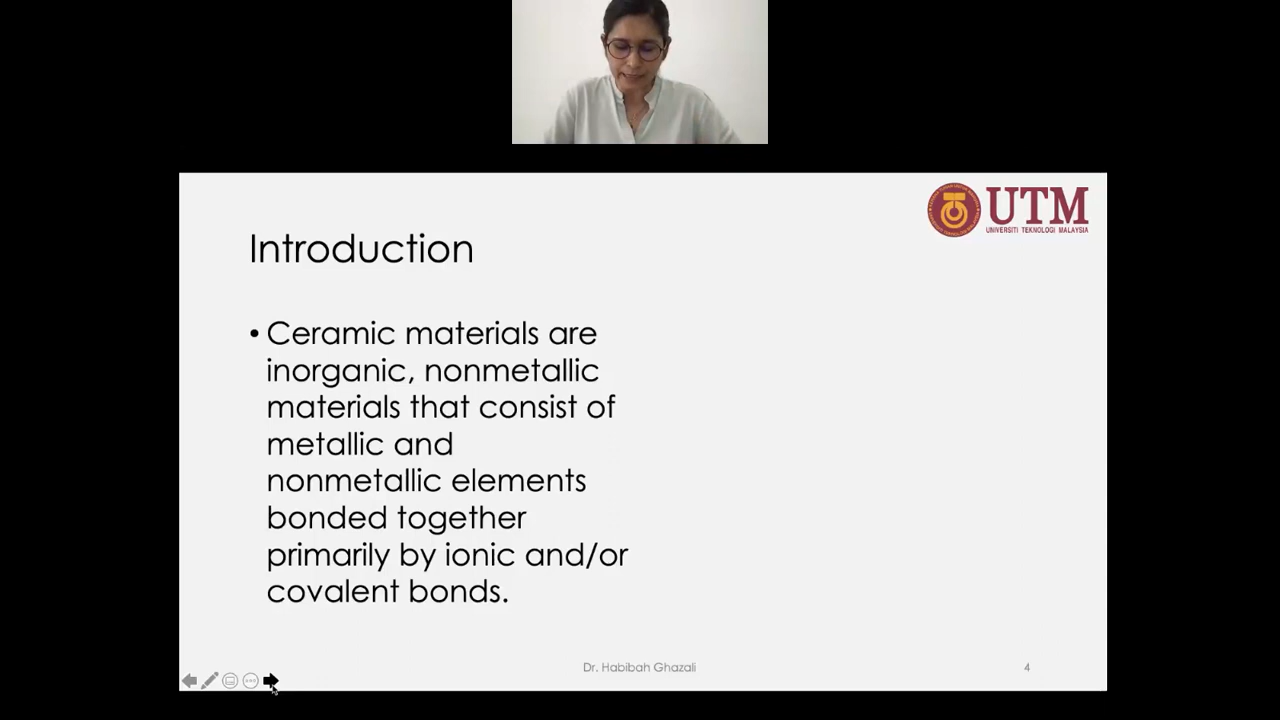 UTM
UNIVERSITI TEKNOLOGI MALAYSIA
Introduction
• Ceramic materials are
inorganic, nonmetallic
materials that consist of
metallic and
nonmetallic elements
bonded together
primarily by ionic and/or
covalent bonds.
Dr. Habibah Ghazali
4